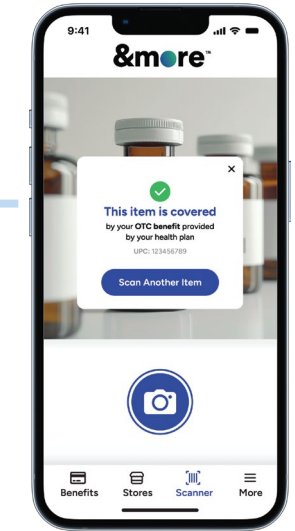 9:41
&more™
This item is covered
by your OTC benefit provided
by your health plan
UPC: 123456789
Scan Another Item
Benefits
Stores
Scanner
More